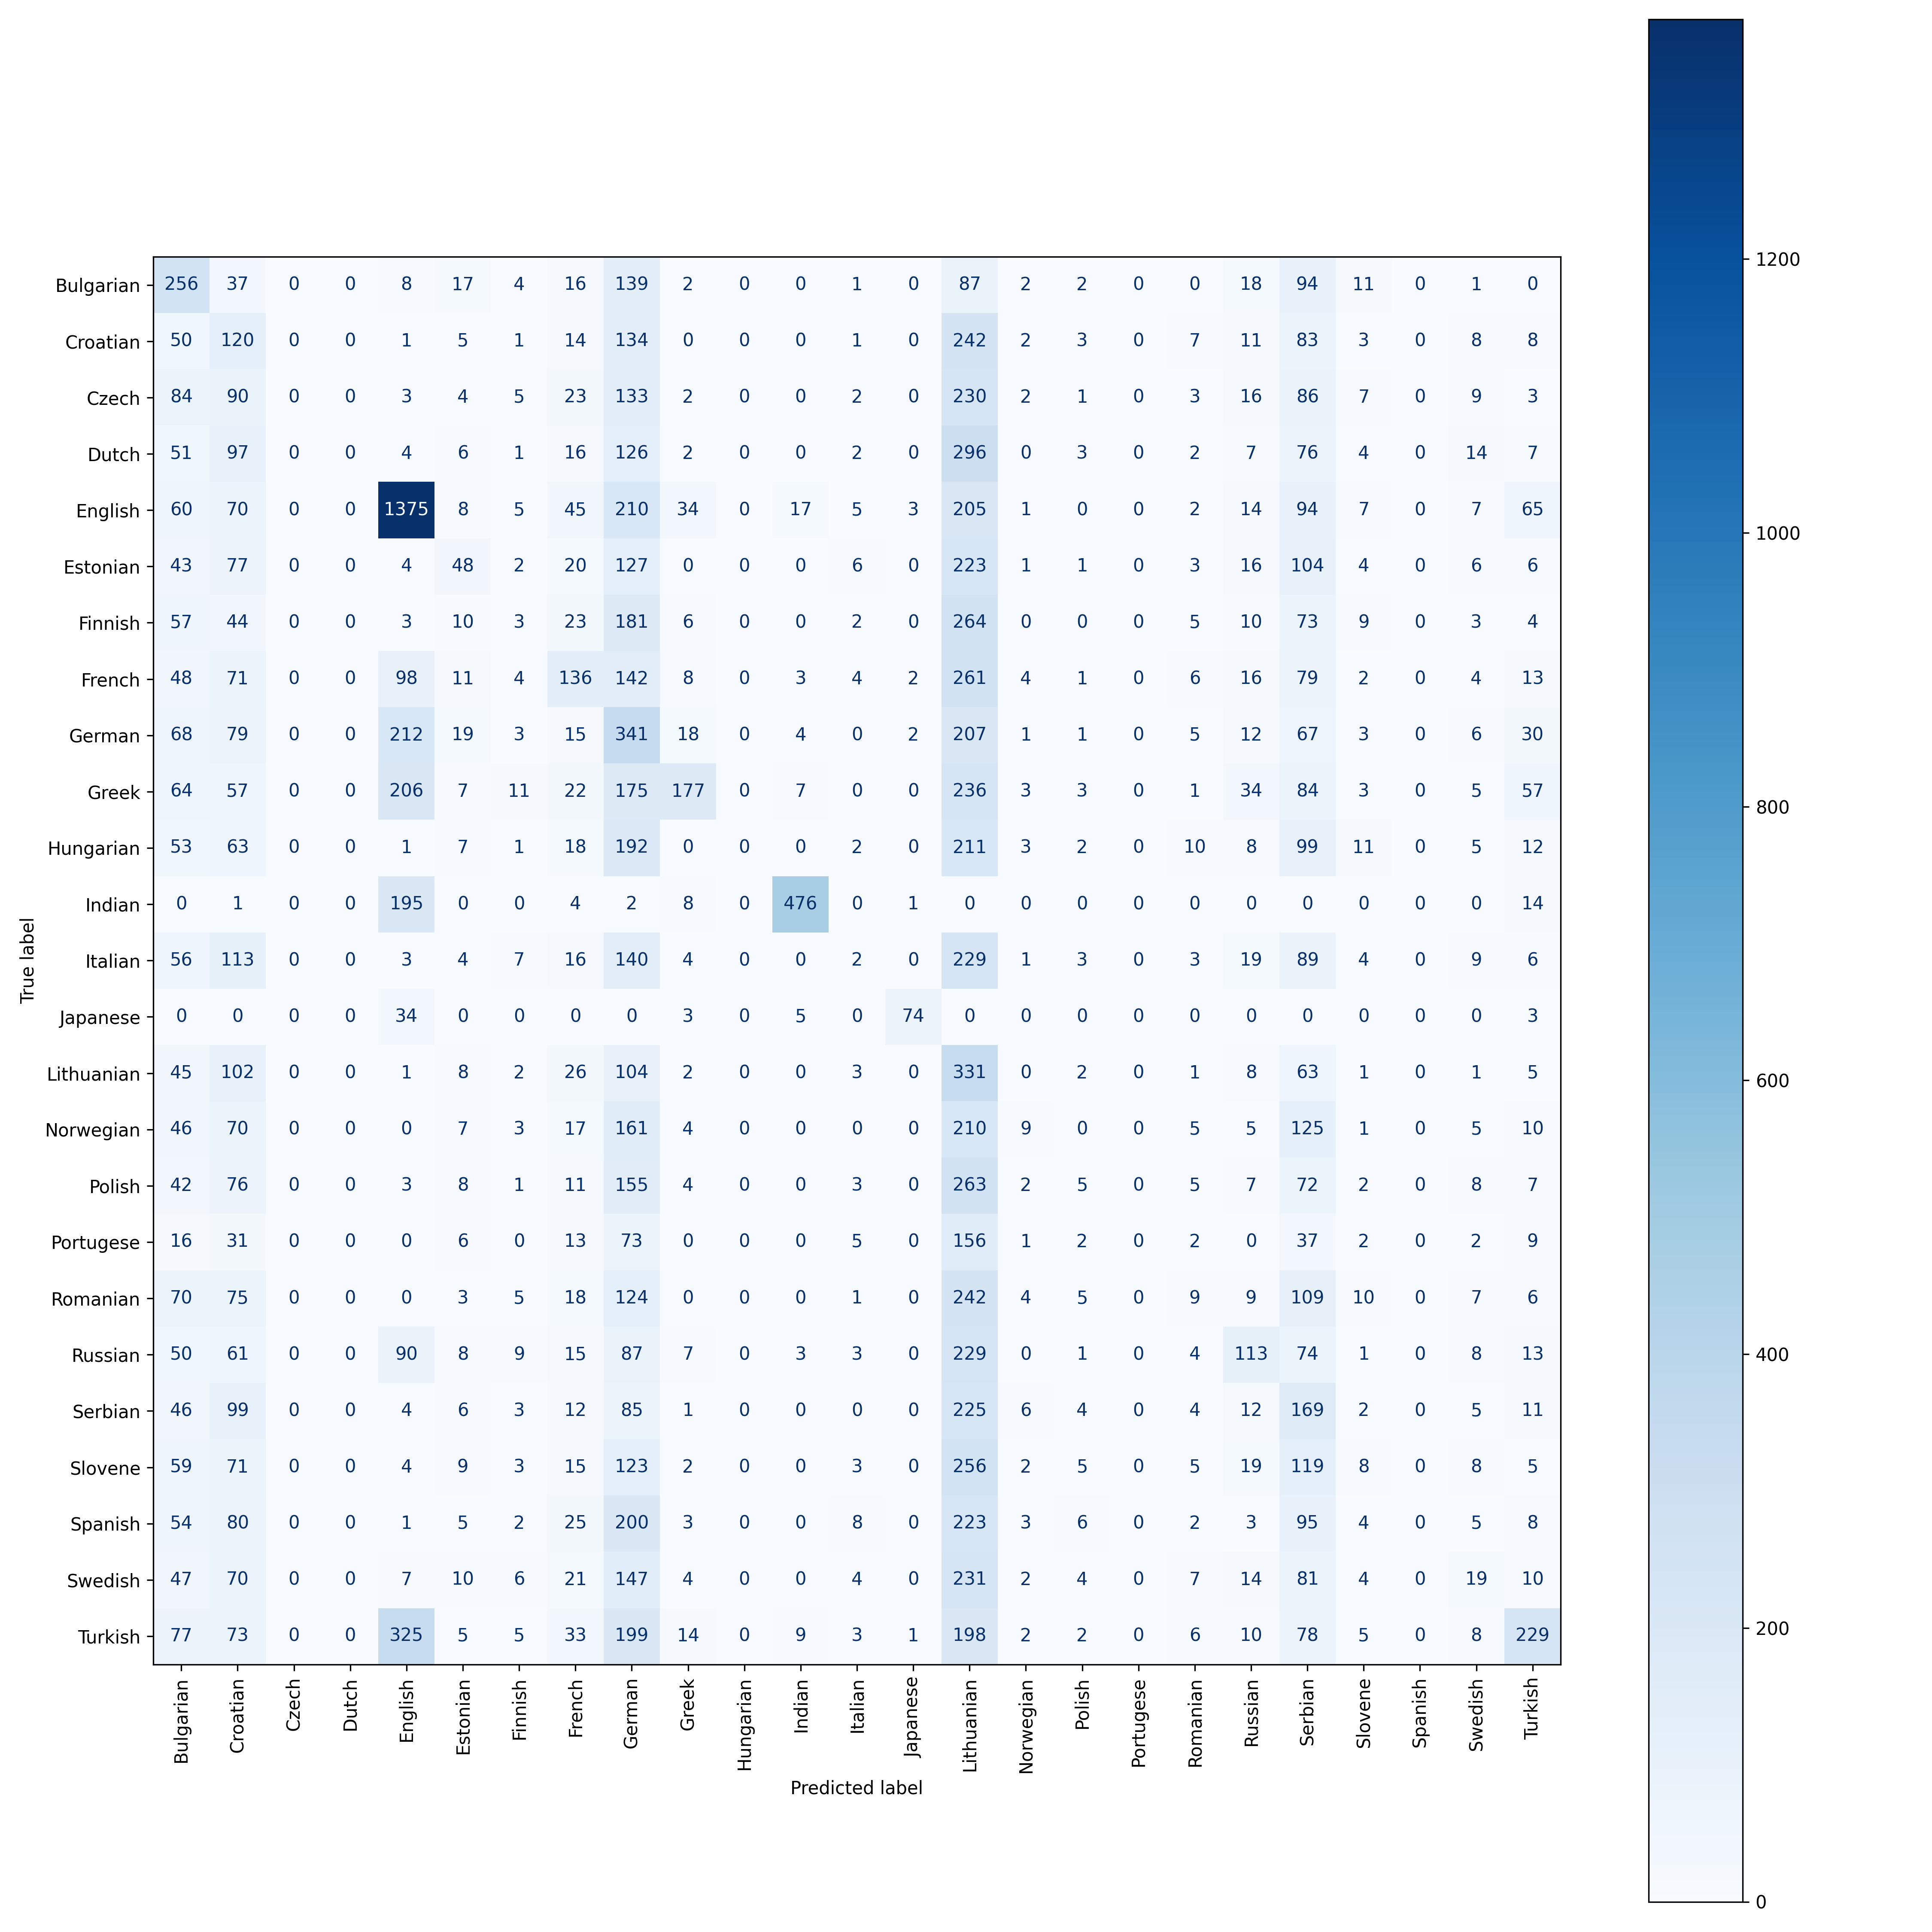 1200
Bulgarian 256 37 0 0 8 17 4 16 139 2 0 0 1 0 87 2 2 0 0 18 94 11 0 1 0
Croatian 50 120 0 0 1 5 1 14 134 0 0 0 1 0 242 2 3 0 7 11 83 3 0 8 8
Czech 84 90 0 0 3 4 5 23 133 2 0 0 2 0 230 2 1 0 3 16 86 7 0 9 3
Dutch 51 97 0 0 4 6 1 16 126 2 0 0 2 0 296 0 3 0 2 7 76 4 0 14 7
English 60 70 0 0 1375 8 5 45 210 34 0 17 5 3 205 1 0 0 2 14 94 7 0 7 65
1000
Estonian 43 77 0 0 4 48 2 20 127 0 0 0 6 0 223 1 1 0 3 16 104 4 0 6 6
Finnish 57 44 0 0 3 10 3 23 181 6 0 0 2 0 264 0 0 0 5 10 73 9 0 3 4
French 48 71 0 0 98 11 4 136 142 8 0 3 4 2 261 4 1 0 6 16 79 2 0 4 13
German 68 79 0 0 212 19 3 15 341 18 0 4 0 2 207 1 1 0 5 12 67 3 0 6 30
Greek 64 57 0 0 206 7 11 22 175 177 0 7 0 0 236 3 3 0 1 34 84 3 0 5 57
800
Hungarian 53 63 0 0 1 7 1 18 192 0 0 0 2 0 211 3 2 0 10 8 99 11 0 5 12
Indian 0 1 0 0 195 0 0 4 2 8 0 476 0 1 0 0 0 0 0 0 0 0 0 0 14
True label
Italian 56 113 0 0 3 4 7 16 140 4 0 0 2 0 229 1 3 0 3 19 89 4 0 9 6
Japanese 0 0 0 0 34 0 0 0 0 3 0 5 0 74 0 0 0 0 0 0 0 0 0 0 3
Lithuanian 45 102 0 0 1 8 2 26 104 2 0 0 3 0 331 0 2 0 1 8 63 1 0 1 5
600
Norwegian 46 70 0 0 0 7 3 17 161 4 0 0 0 0 210 9 0 0 5 5 125 1 0 5 10
Polish 42 76 0 0 3 8 1 11 155 4 0 0 3 0 263 2 5 0 5 7 72 2 0 8 7
Portugese 16 31 0 0 0 6 0 13 73 0 0 0 5 0 156 1 2 0 2 0 37 2 0 2 9
Romanian 70 75 0 0 0 3 5 18 124 0 0 0 1 0 242 4 5 0 9 9 109 10 0 7 6
Russian 50 61 0 0 90 8 9 15 87 7 0 3 3 0 229 0 1 0 4 113 74 1 0 8 13
400
Serbian 46 99 0 0 4 6 3 12 85 1 0 0 0 0 225 6 4 0 4 12 169 2 0 5 11
Slovene 59 71 0 0 4 9 3 15 123 2 0 0 3 0 256 2 5 0 5 19 119 8 0 8 5
Spanish 54 80 0 0 1 5 2 25 200 3 0 0 8 0 223 3 6 0 2 3 95 4 0 5 8
Swedish 47 70 0 0 7 10 6 21 147 4 0 0 4 0 231 2 4 0 7 14 81 4 0 19 10
Turkish 77 73 0 0 325 5 5 33 199 14 0 9 3 1 198 2 2 0 6 10 78 5 0 8 229
200
Bulgarian Croatian Czech Dutch English Estonian Finnish French German Greek Hungarian Indian Italian Japanese Lithuanian Norwegian Polish Portugese Romanian Russian Serbian Slovene Spanish Swedish Turkish
Predicted label
0